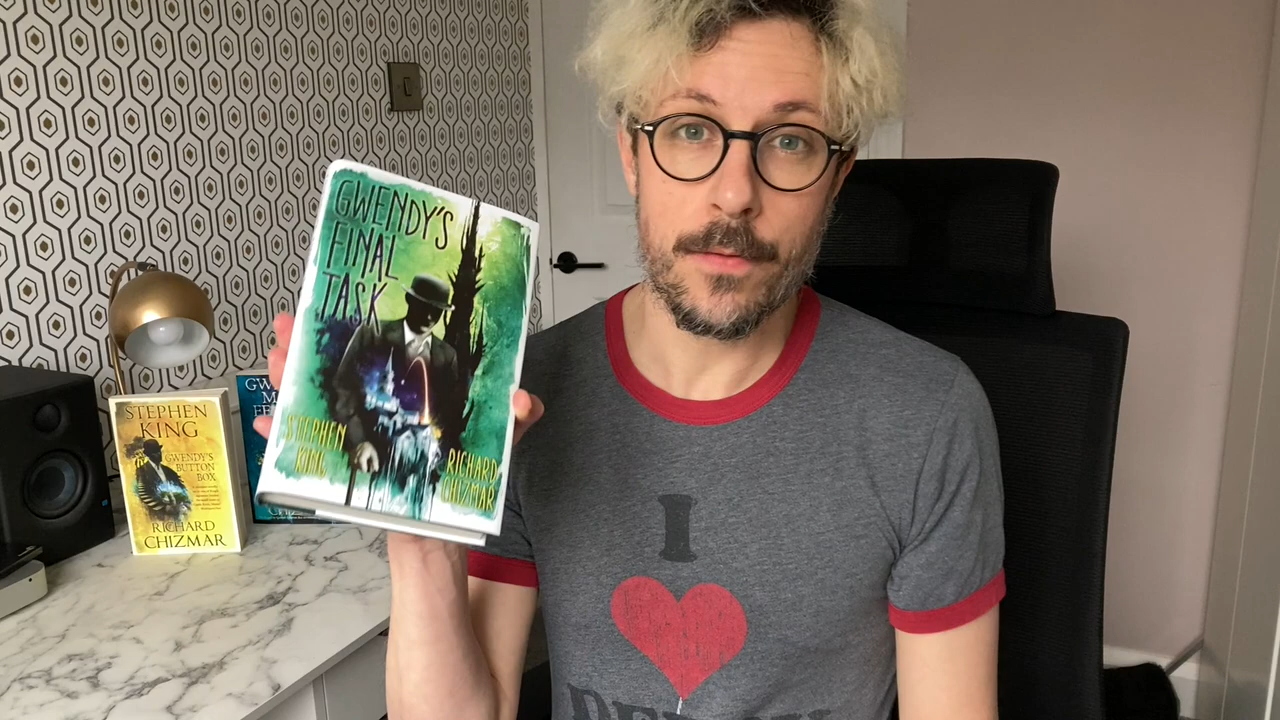 GWENDY'S
FINAL
TASK
STEPHEN
KING
RICHARD
CHIZMAR
STEPHEN
KING
GWENDY'S
BUTTON
BOX
RICHARD
CHIZMAR
I